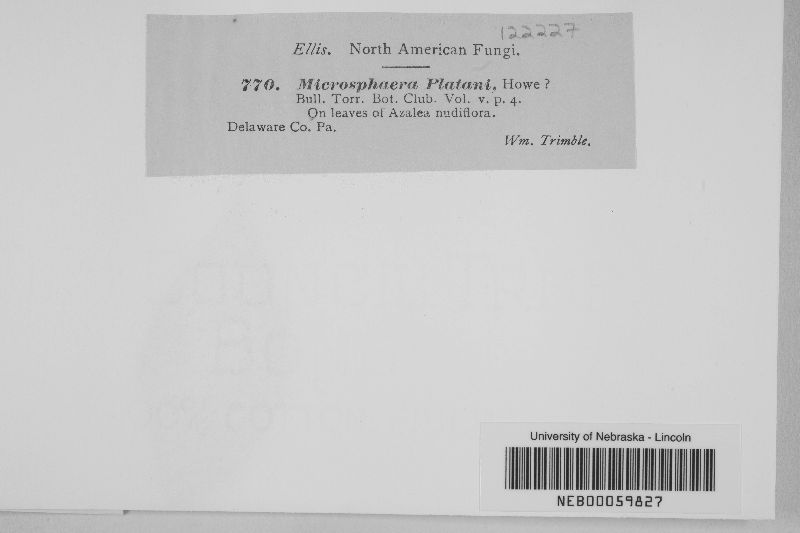 122227
Ellis. North American Fungi.
770. Microsphaera Platani, Howe ?
Bull. Torr. Bot. Club. Vol. v. p. 4.
On leaves of Azalea nudiflora.
Delaware Co. Pa.
Wm. Trimble.
University of Nebraska - Lincoln
NEB00059827